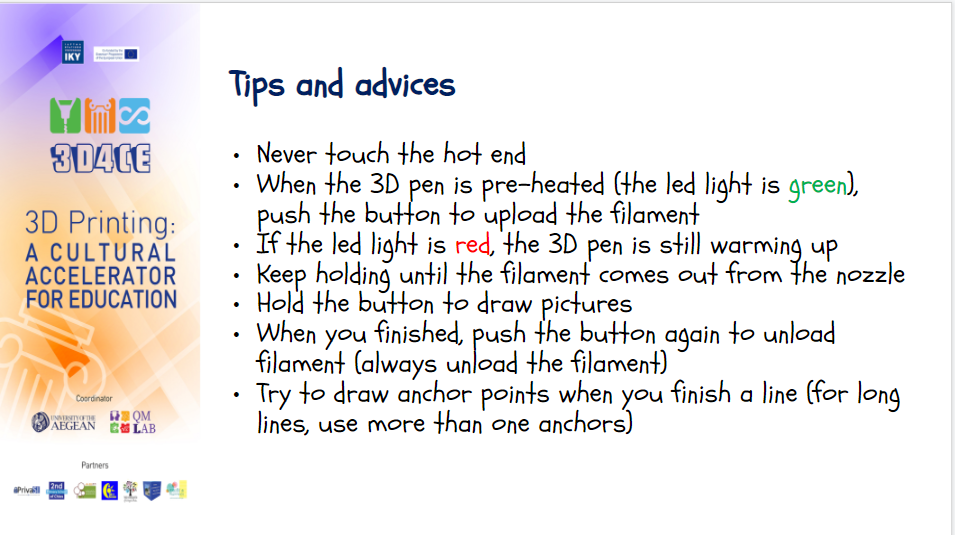 IKY
3D4CE
3D Printing:
A CULTURAL
ACCELERATOR
FOR EDUCATION
Coordinator
UNIVERSITY OF THE
AEGEAN
QM
LAB
Partners
Privat
2nd
Tips and advices
• Never touch the hot end
• When the 3D pen is pre-heated (the led light is green),
push the button to upload the filament
• If the led light is red, the 3D pen is still warming up
• Keep holding until the filament comes out from the nozzle
• Hold the button to draw pictures
• When you finished, push the button again to unload
filament (always unload the filament)
• Try to draw anchor points when you finish a line (for long
lines, use more than one anchors)